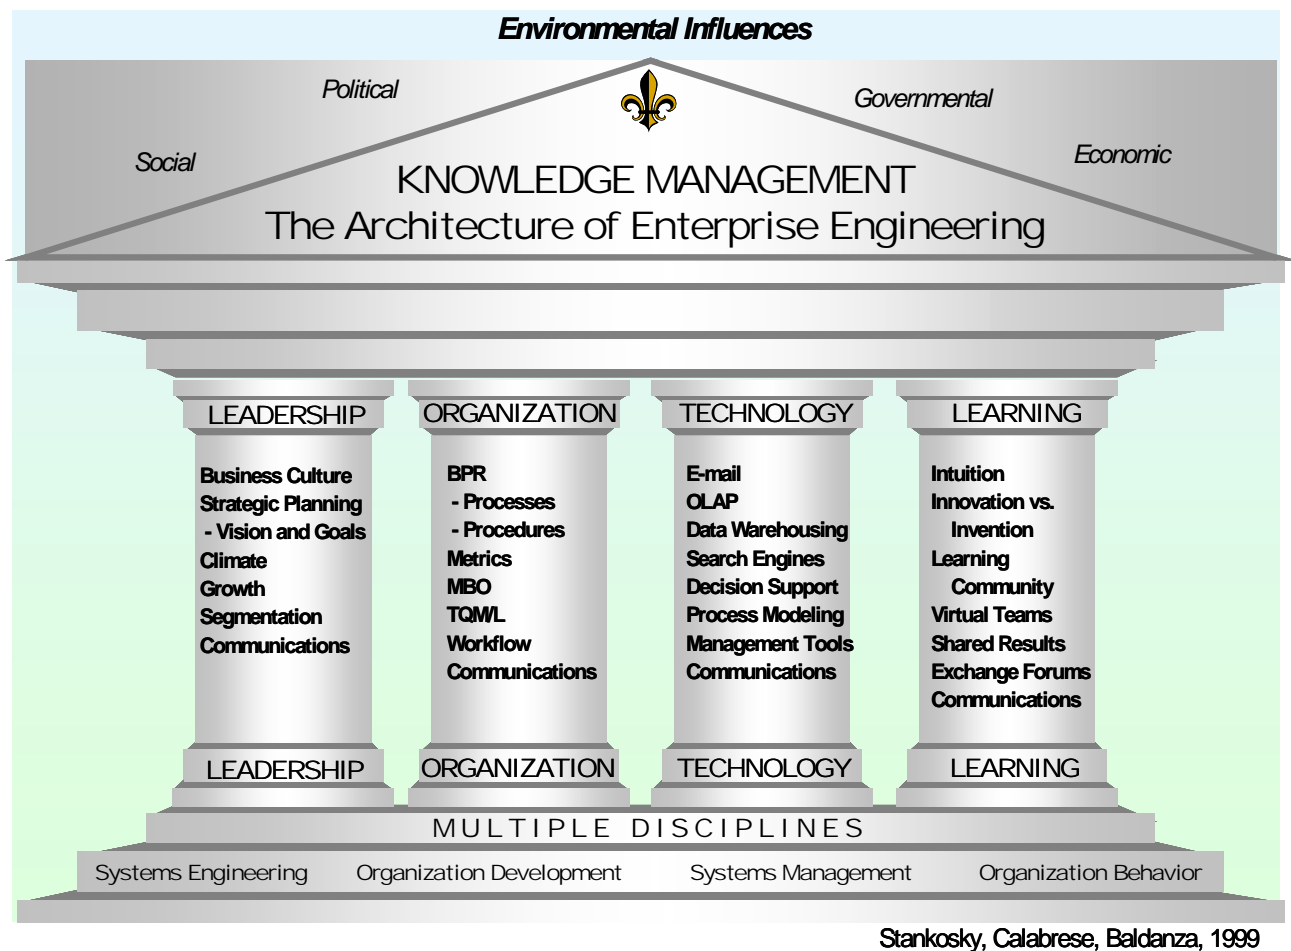 Environmental Influences
Political
Governmental
Social
Economic
KNOWLEDGE MANAGEMENT
The Architecture of Enterprise Engineering
LEADERSHIP
Business Culture
Strategic Planning
- Vision and Goals
Climate
Growth
Segmentation
Communications
LEADERSHIP
ORGANIZATION
BPR
- Processes
- Procedures
Metrics
MBO
TQM/L
Workflow
Communications
ORGANIZATION
TECHNOLOGY
E-mail
OLAP
Data Warehousing
Search Engines
Decision Support
Process Modeling
Management Tools
Communications
TECHNOLOGY
LEARNING
Intuition
Innovation vs.
Invention
Learning
Community
Virtual Teams
Shared Results
Exchange Forums
Communications
LEARNING
MULTIPLE DISCIPLINES
Systems Engineering
Organization Development
Systems Management
Organization Behavior
Stankosky, Calabrese, Baldanza, 1999